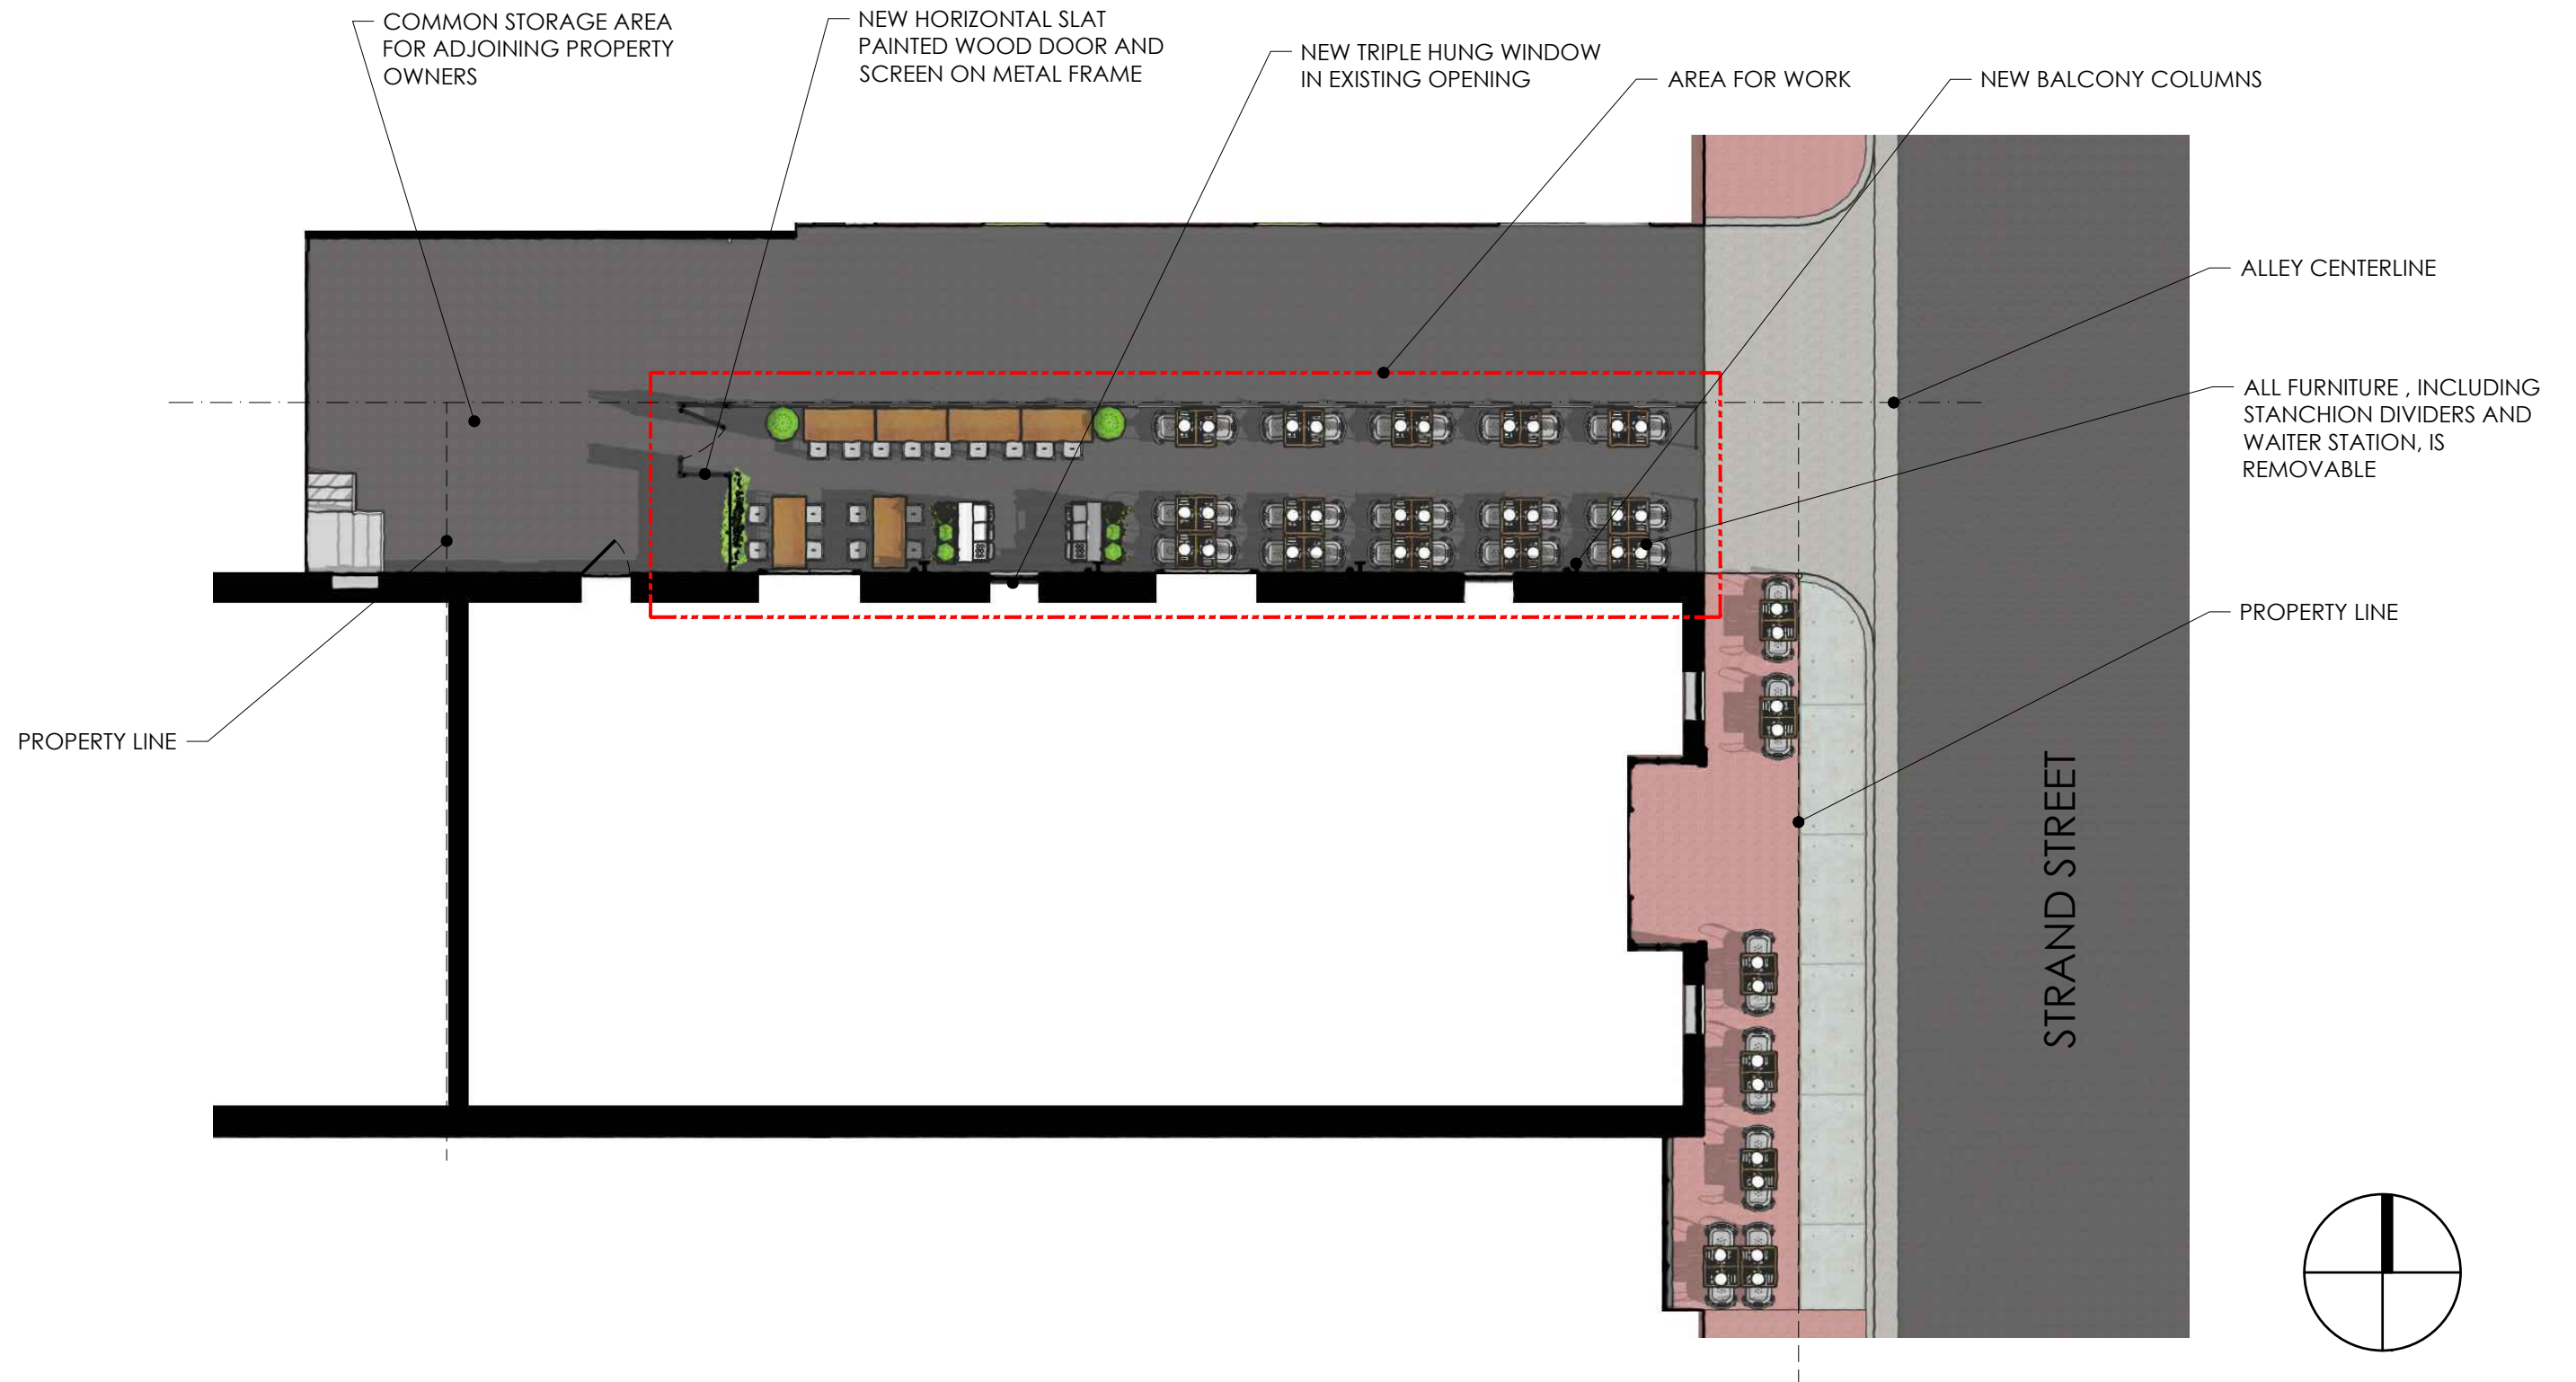 COMMON STORAGE AREA
FOR ADJOINING PROPERTY
OWNERS
NEW HORIZONTAL SLAT
PAINTED WOOD DOOR AND
SCREEN ON METAL FRAME
NEW TRIPLE HUNG WINDOW
IN EXISTING OPENING
AREA FOR WORK
NEW BALCONY COLUMNS
ALLEY CENTERLINE
ALL FURNITURE , INCLUDING
STANCHION DIVIDERS AND
WAITER STATION, IS
REMOVABLE
PROPERTY LINE
PROPERTY LINE
STRAND STREET